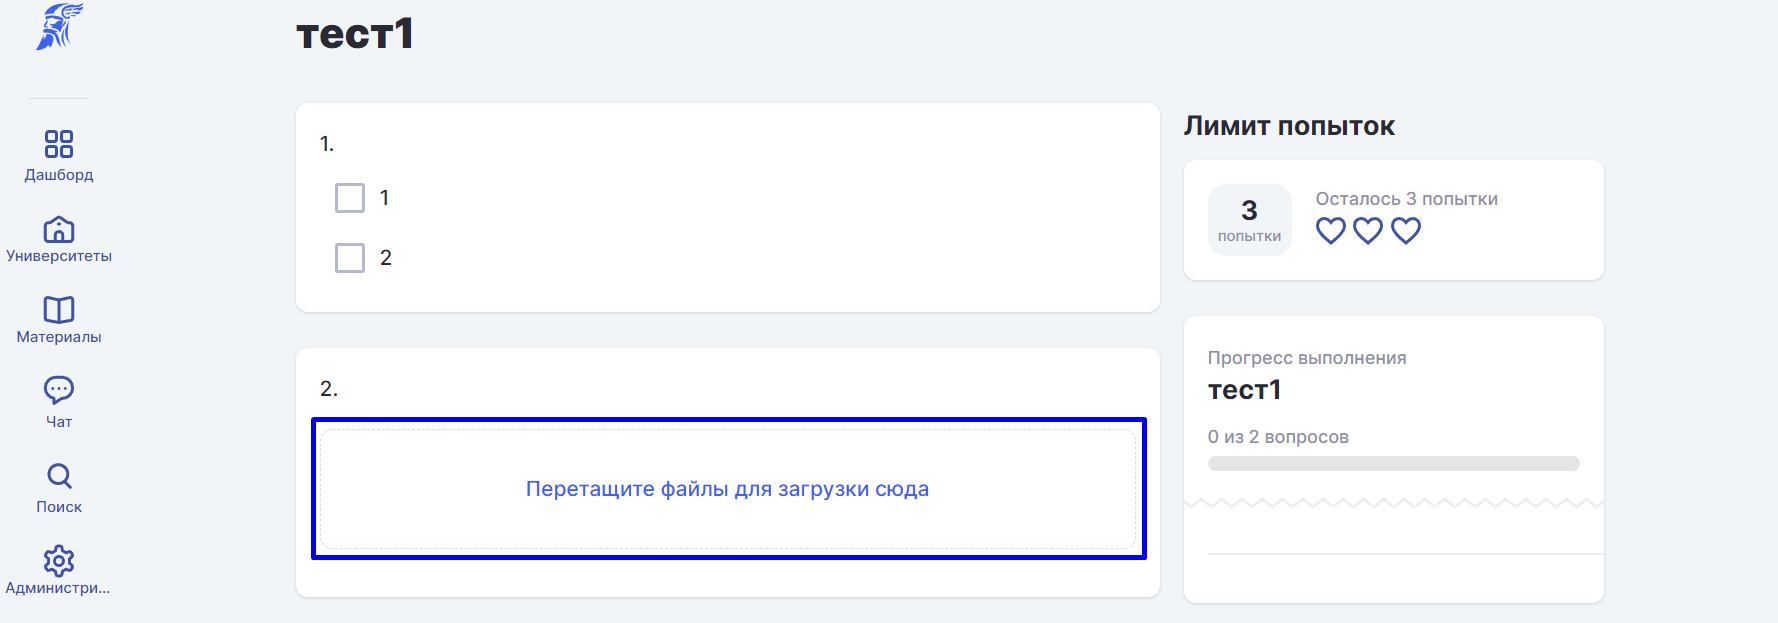 тест1
Дашборд
Университеты
Материалы
Чат
Поиск
Администри...
1.
1
2
2.
Перетащите файлы для загрузки сюда
Лимит попыток
3
попытки
Осталось 3 попытки
Прогресс выполнения
тест1
0 из 2 вопросов